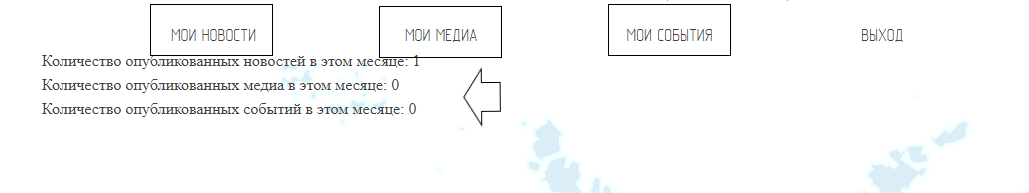 МОИ НОВОСТИ МОИ МЕДИА МОИ СОБЫТИЯ ВЫХОД
Количество опубликованных новостей в этом месяце: 1
Количество опубликованных медиа в этом месяце: 0
Количество опубликованных событий в этом месяце: 0